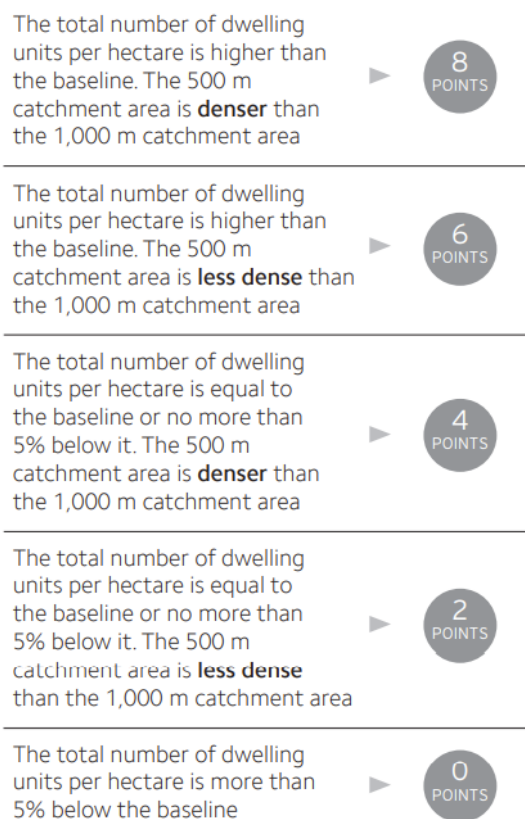 The total number of dwelling
units per hectare is higher than
the baseline. The 500 m
catchment area is denser than
the 1,000 m catchment area
8
POINTS
The total number of dwelling
units per hectare is higher than
the baseline. The 500 m
catchment area is less dense than
the 1,000 m catchment area
6
POINTS
The total number of dwelling
units per hectare is equal to
the baseline or no more than
5% below it. The 500 m
catchment area is denser than
the 1,000 m catchment area
4
POINTS
The total number of dwelling
units per hectare is equal to
the baseline or no more than
5% below it. The 500 m
catchment area is less dense
than the 1,000 m catchment area
2
POINTS
The total number of dwelling
units per hectare is more than
5% below the baseline
0
POINTS